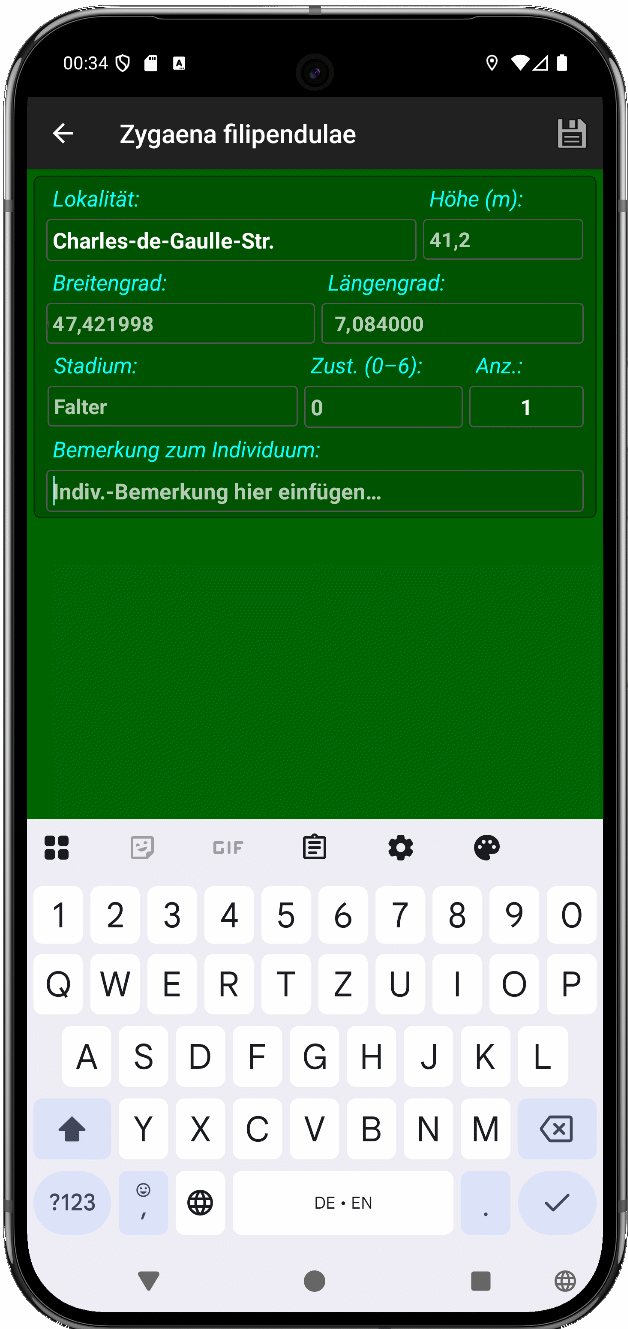 00:34
Zygaena filipendulae
Lokalität: Höhe (m):
Charles-de-Gaulle-Str. 41,2
Breitengrad: Längengrad:
47,421998 7,084000
Stadium: Zust. (0–6): Anz.:
Falter 0 1
Bemerkung zum Individuum:
Indiv.-Bemerkung hier einfügen…
GIF
1 2 3 4 5 6 7 8 9 0
Q W E R T Z U I O P
A S D F G H J K L
Y X C V B N M
?123 , DE • EN .